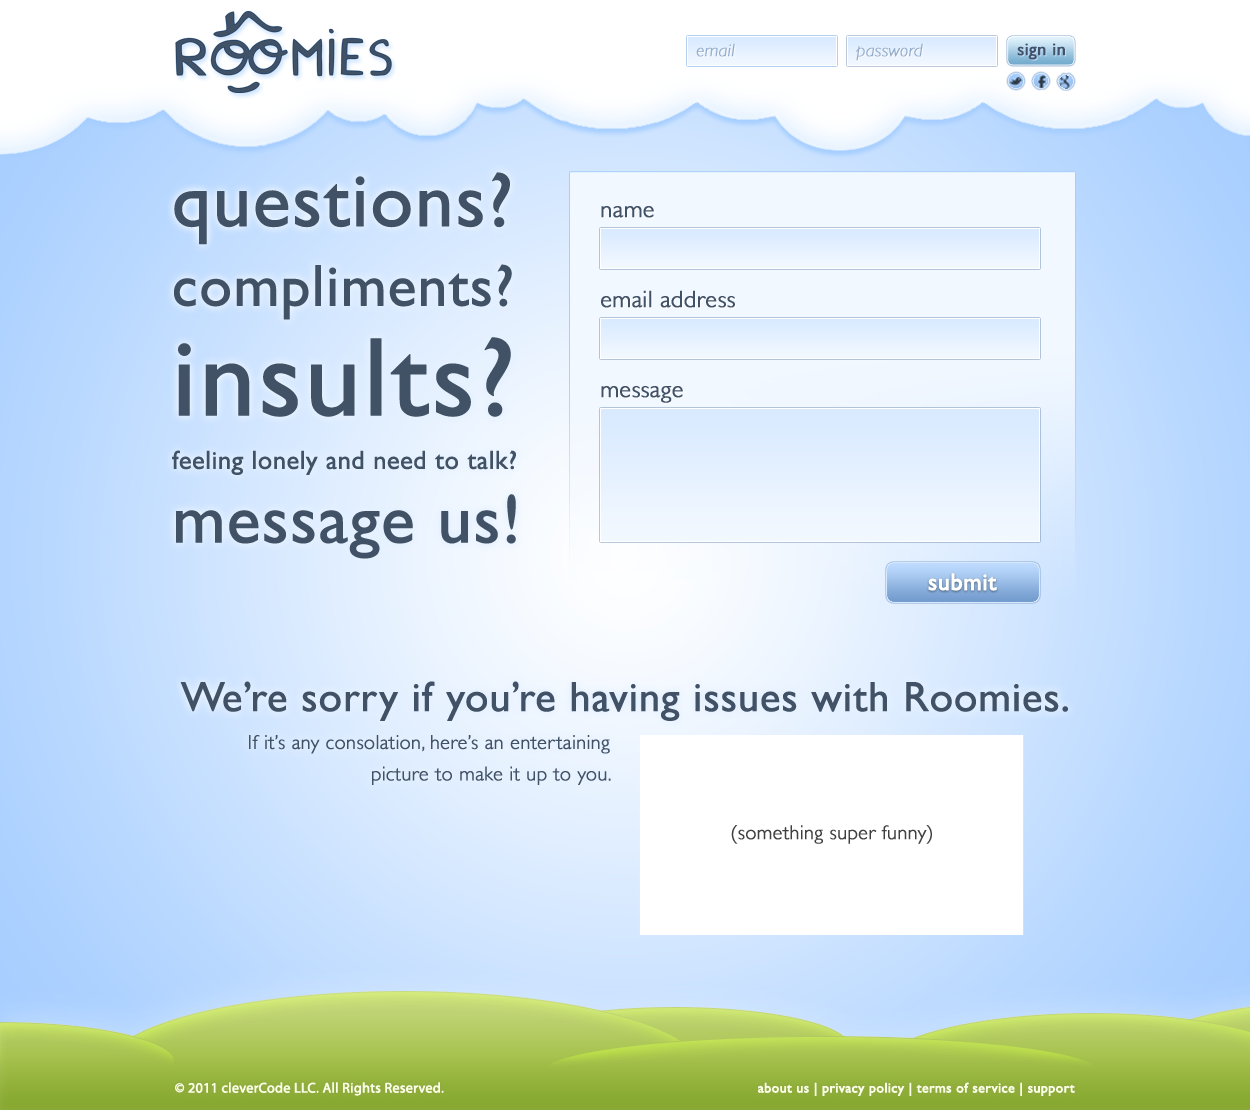 ROOMIES
email
password
sign in
questions?
compliments?
insults?
feeling lonely and need to talk?
message us!
name
email address
message
submit
We're sorry if you're having issues with Roomies.
If it's any consolation, here's an entertaining
picture to make it up to you.
(something super funny)
© 2011 cleverCode LLC. All Rights Reserved.
about us | privacy policy | terms of service | support